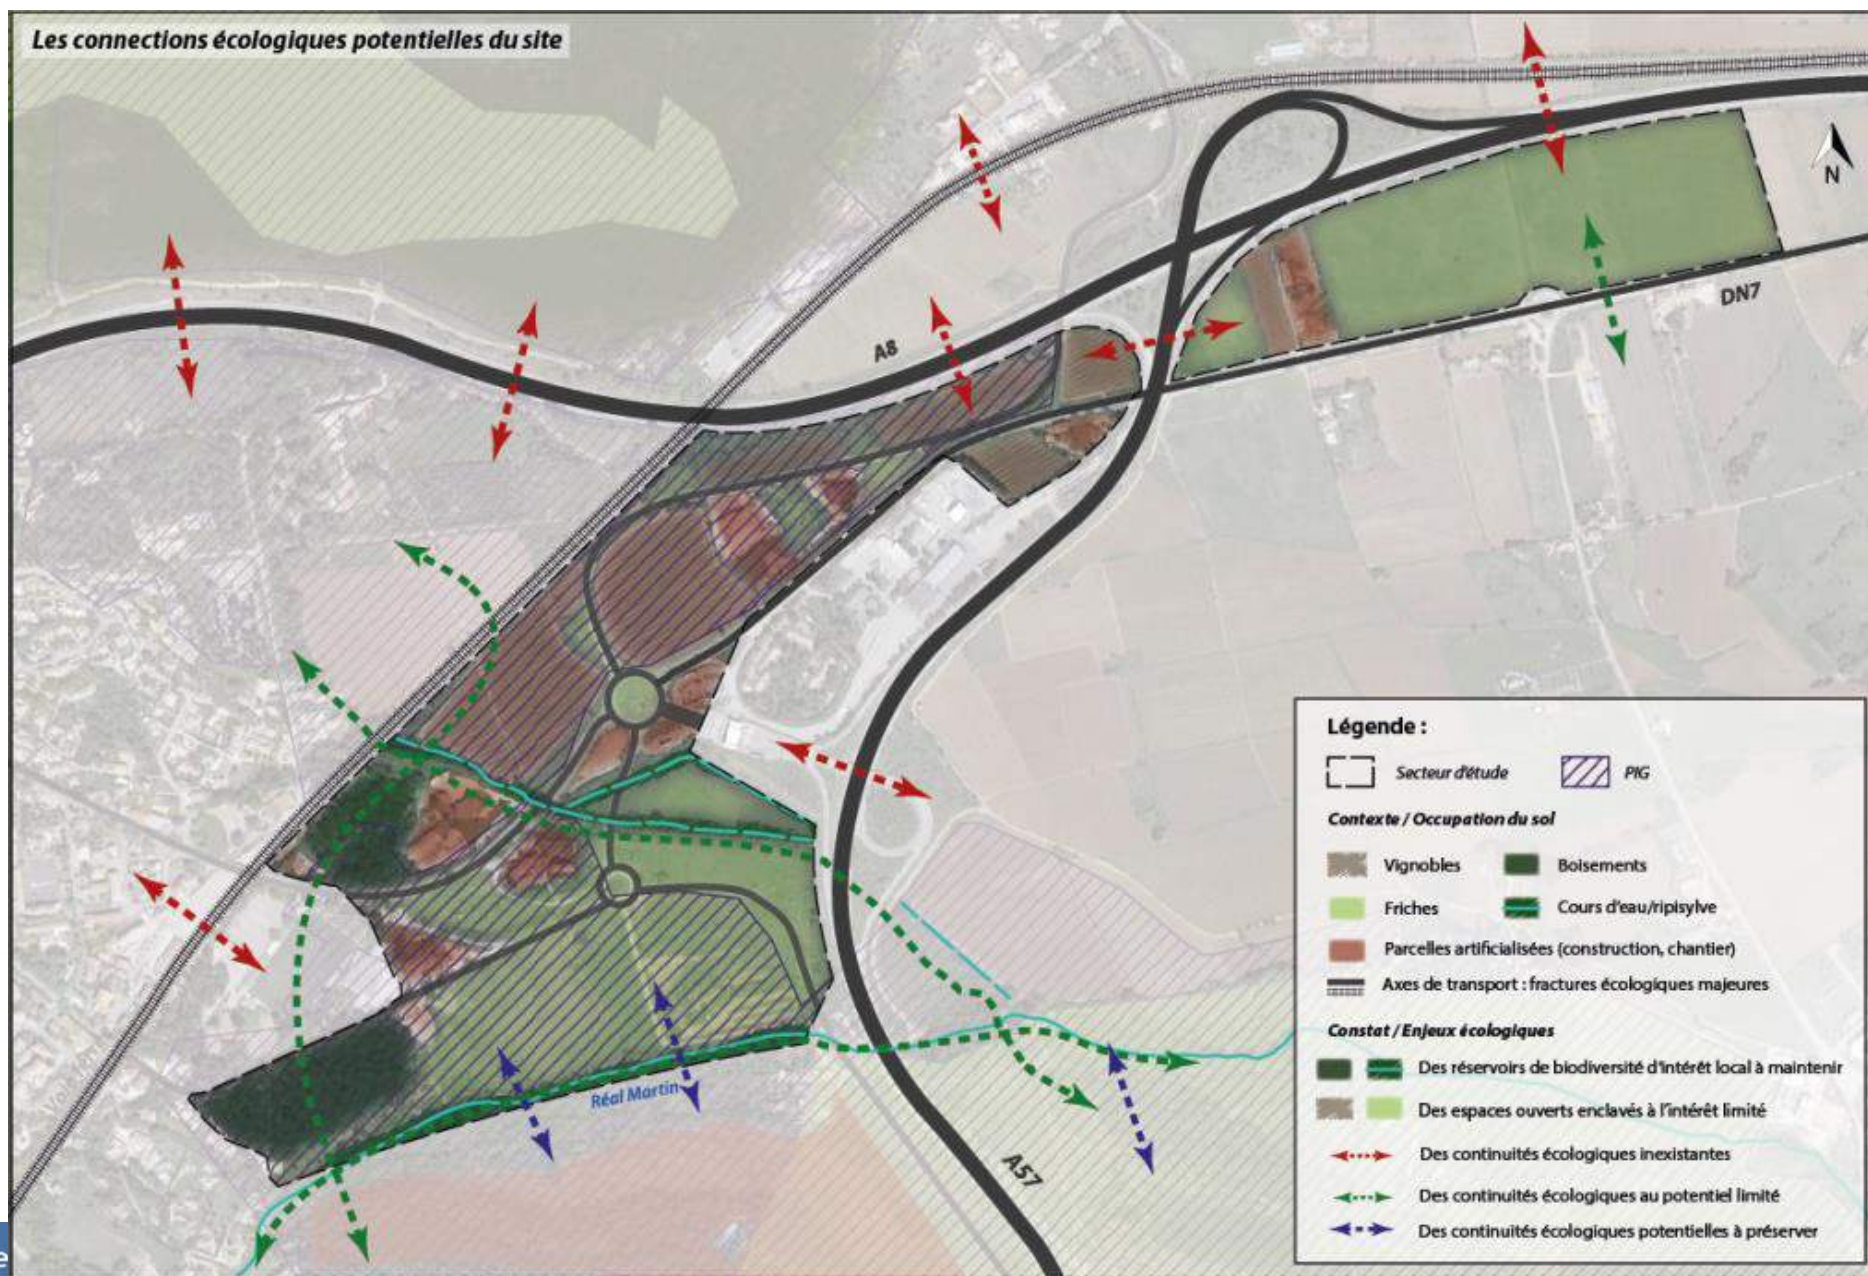 Les connections écologiques potentielles du site
N
DN7
A8
Légende :
Secteur d'étude
PIG
Contexte / Occupation du sol
Vignobles
Boisements
Friches
Cours d'eau/ripisylve
Parcelles artificialisées (construction, chantier)
Axes de transport : fractures écologiques majeures
Constat / Enjeux écologiques
Des réservoirs de biodiversité d'intérêt local à maintenir
Des espaces ouverts enclavés à l'intérêt limité
Des continuités écologiques inexistantes
Des continuités écologiques au potentiel limité
Des continuités écologiques potentielles à préserver
Réal Martin
A57
e